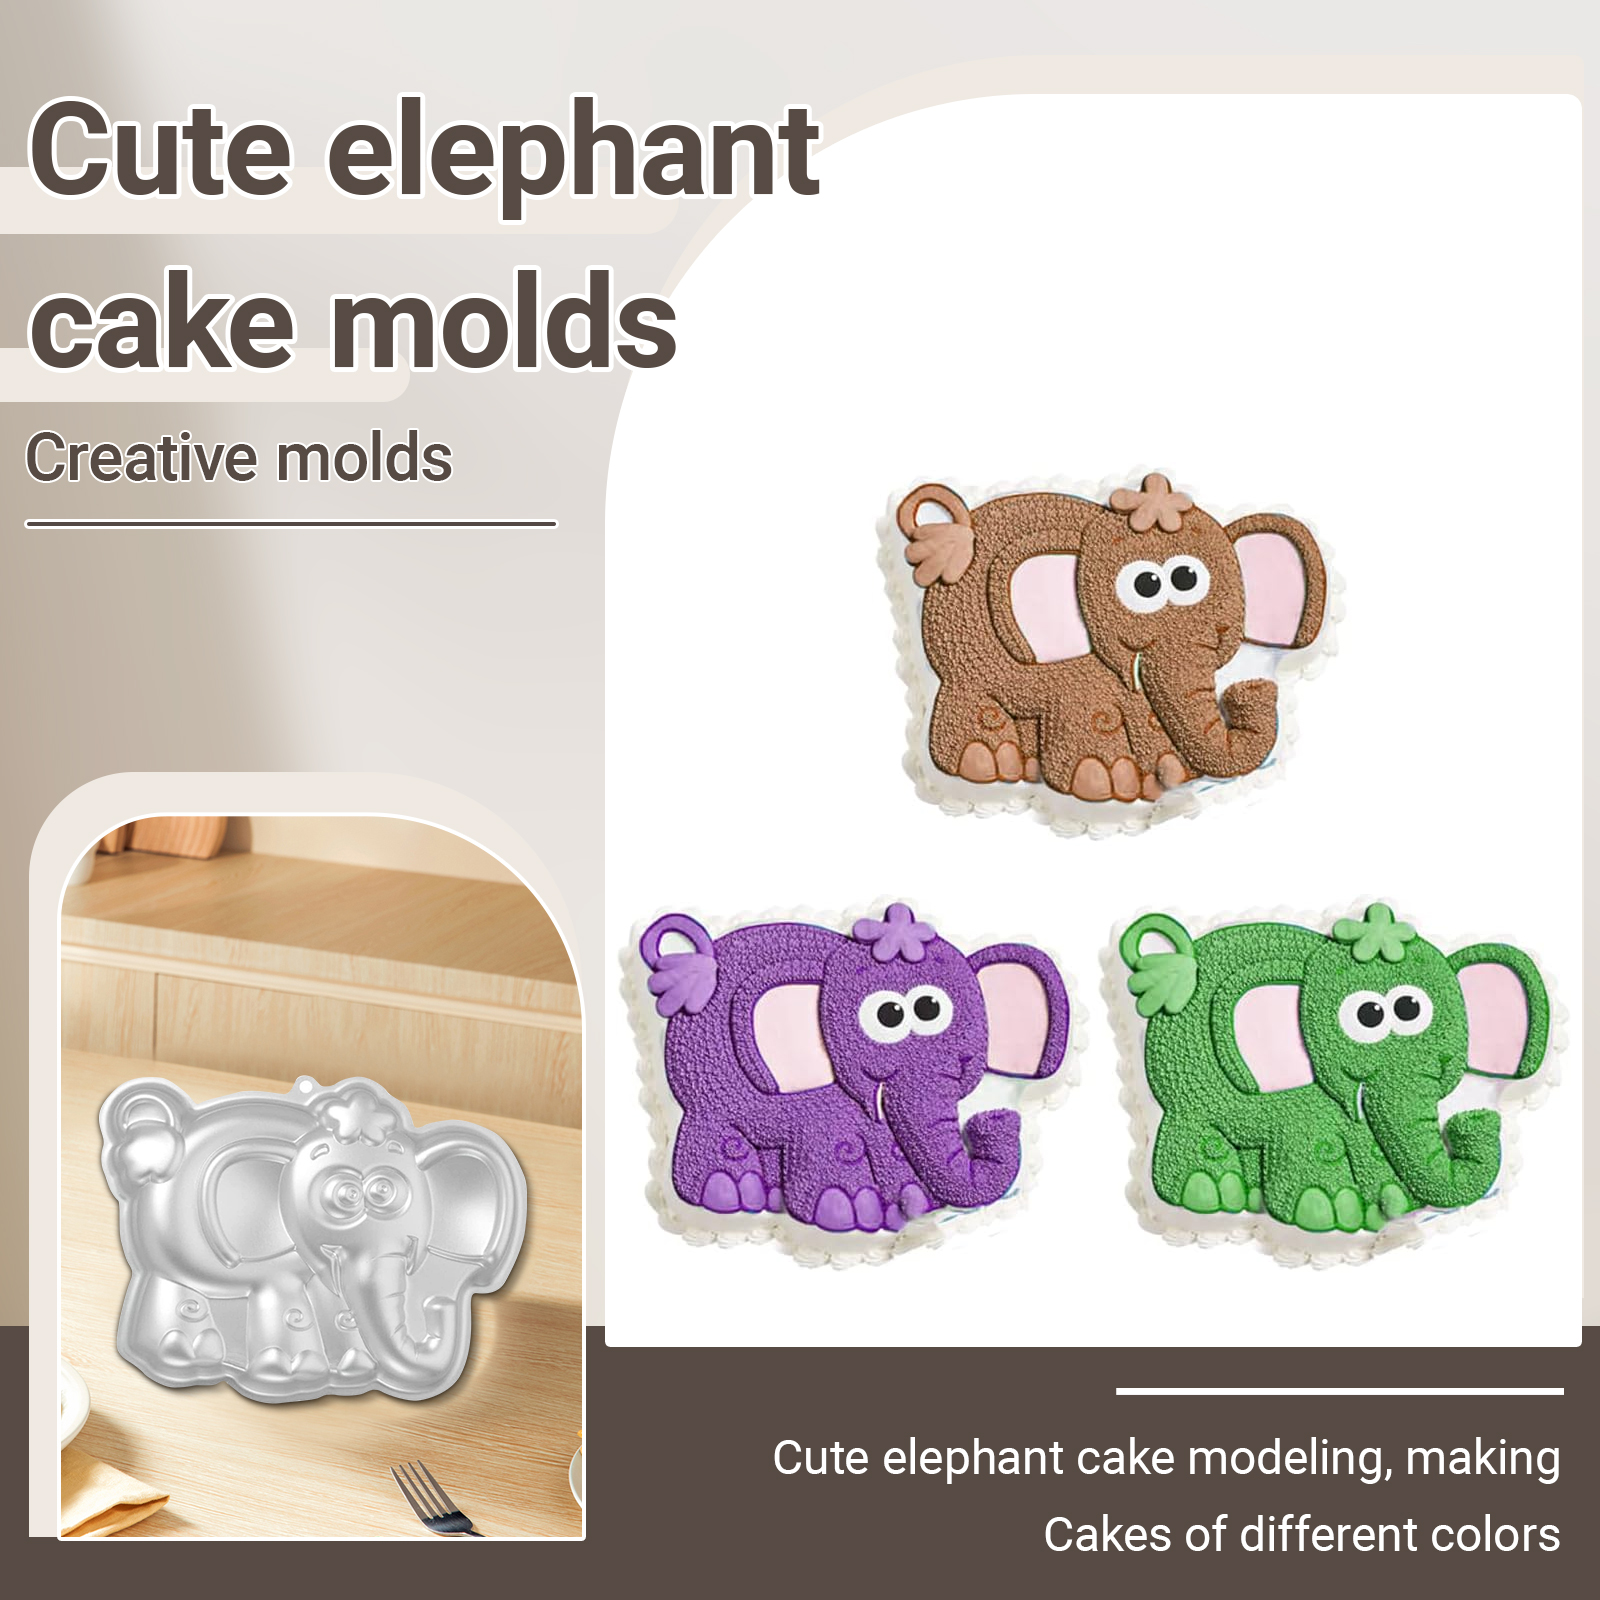 Cute elephant
cake molds
Creative molds
Cute elephant cake modeling, making
Cakes of different colors